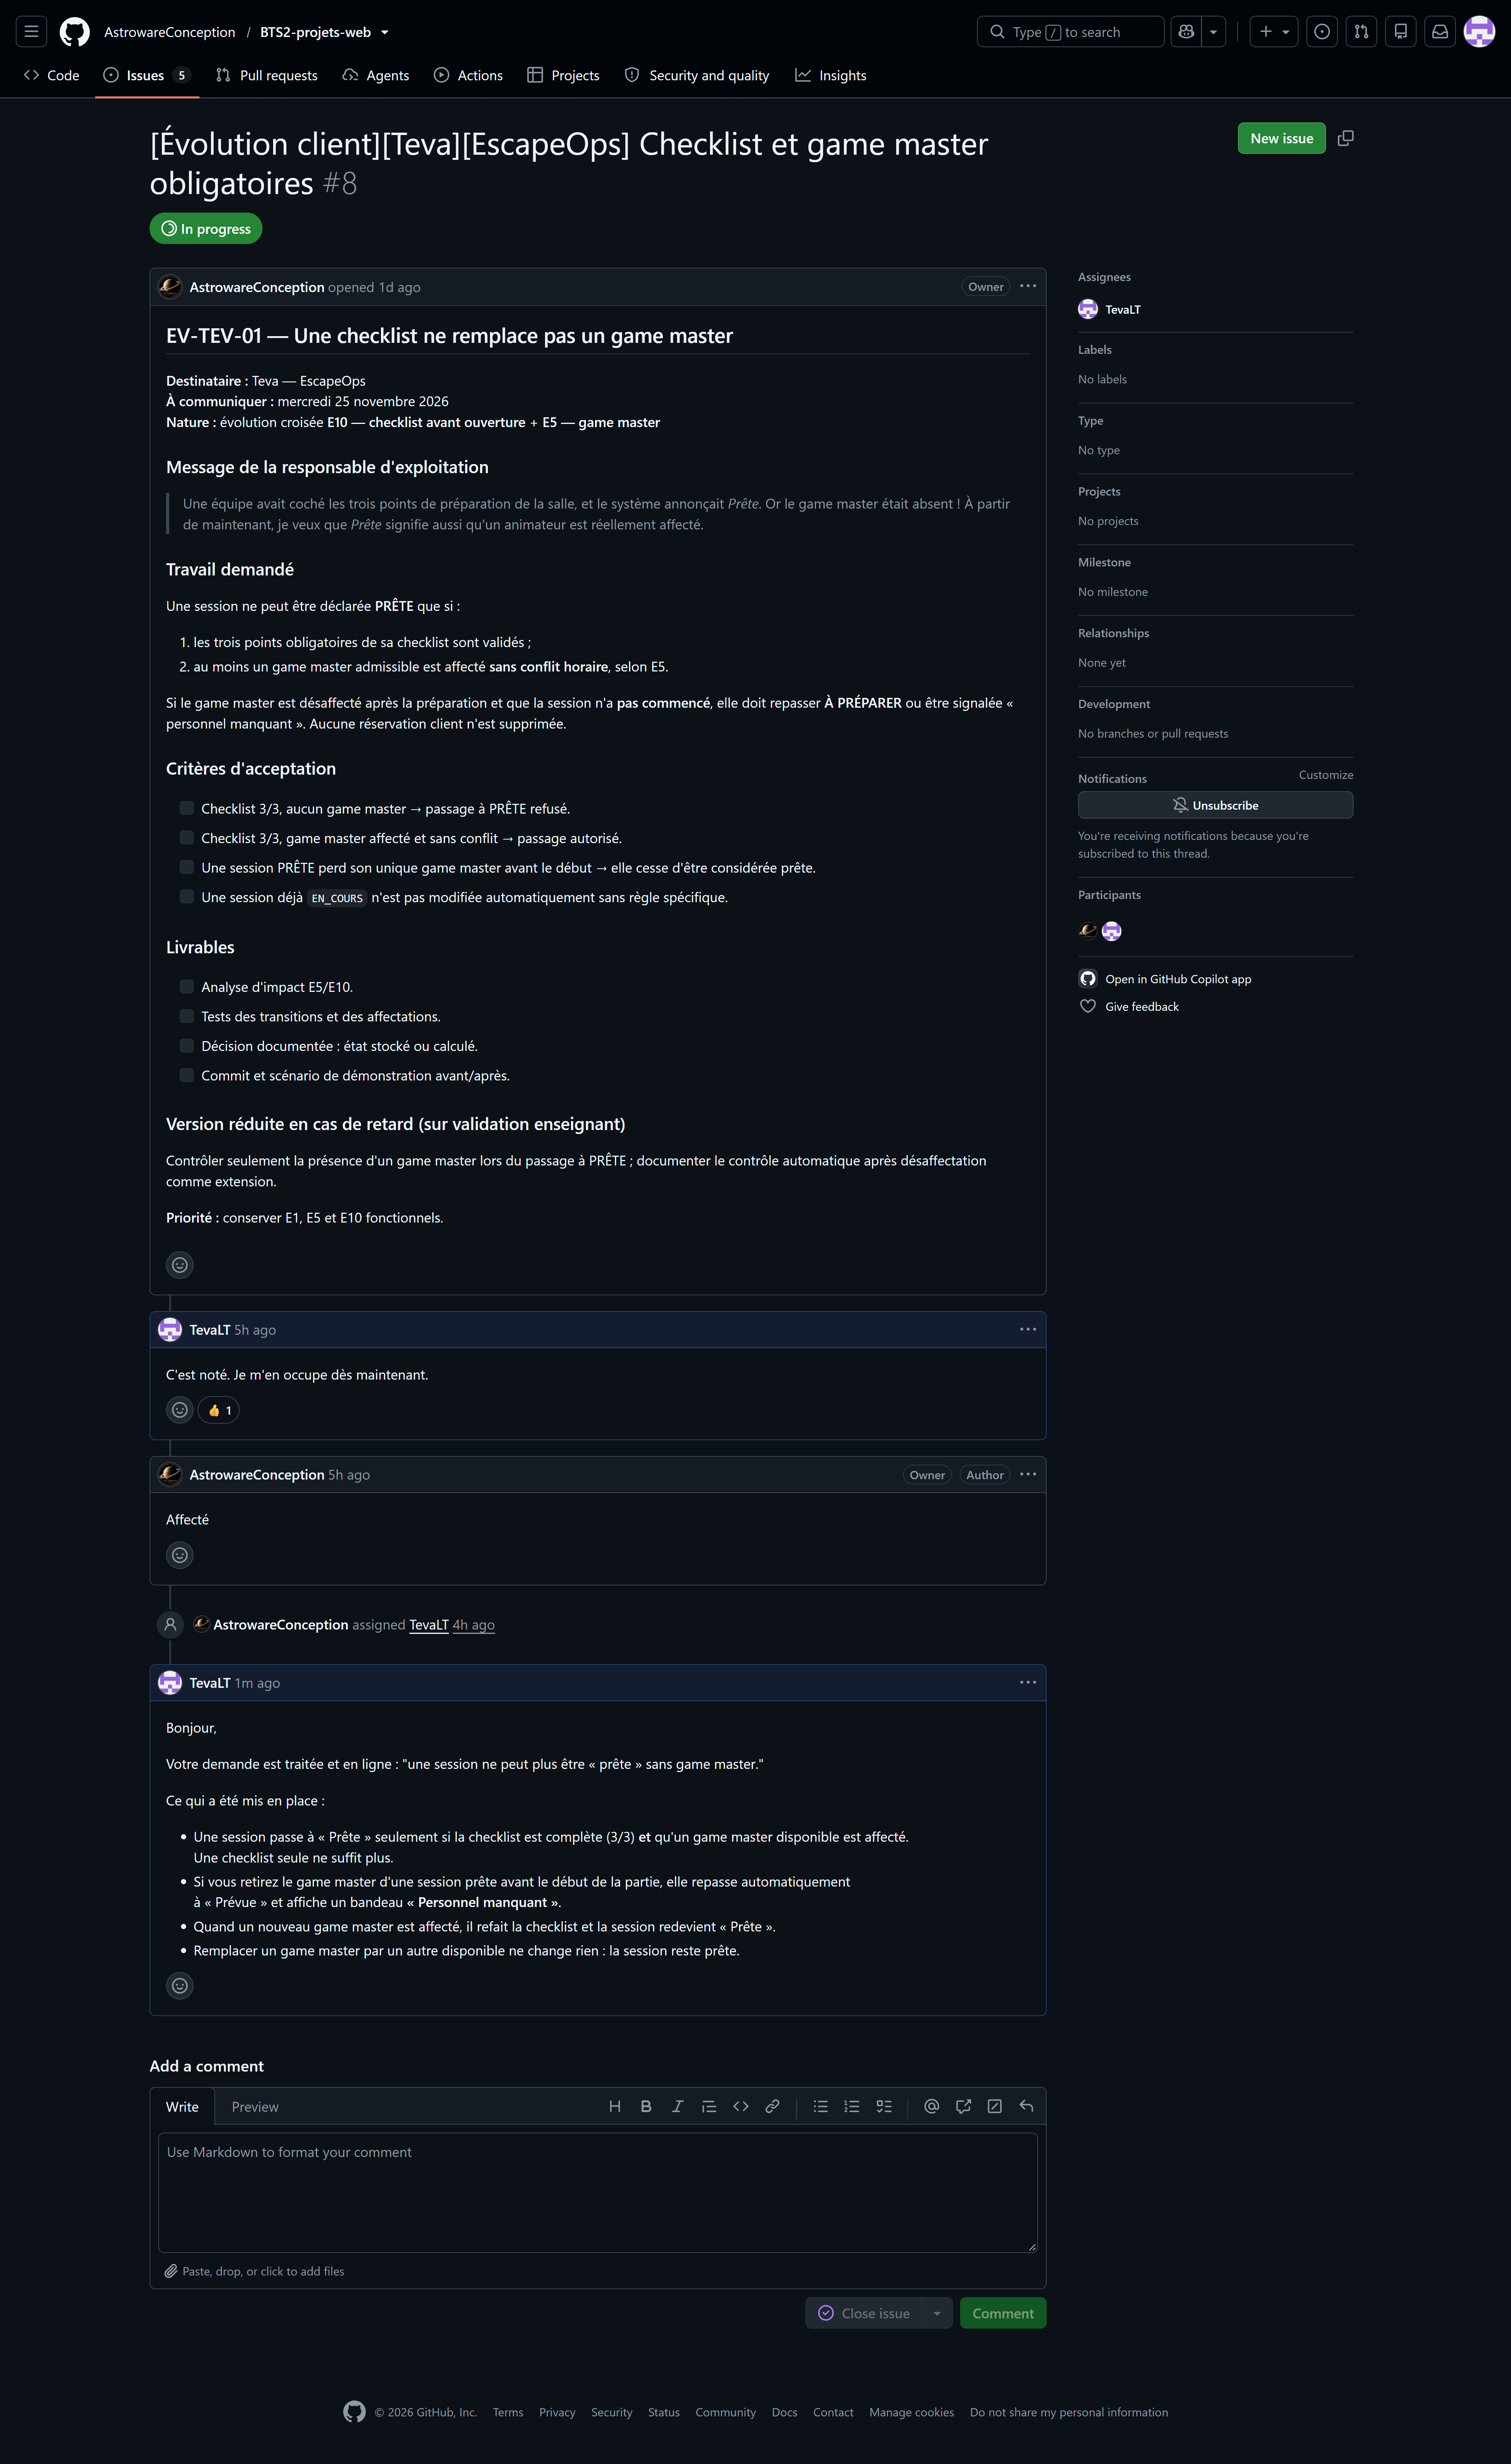 AstrowareConception / BTS2-projets-web
Type / to search
Code
Issues 5
Pull requests
Agents
Actions
Projects
Security and quality
Insights
[Évolution client][Teva][EscapeOps] Checklist et game master
obligatoires #8
New issue
In progress
AstrowareConception opened 1d ago
Owner
EV-TEV-01 — Une checklist ne remplace pas un game master
Destinataire : Teva — EscapeOps
À communiquer : mercredi 25 novembre 2026
Nature : évolution croisée E10 — checklist avant ouverture + E5 — game master
Message de la responsable d'exploitation
Une équipe avait coché les trois points de préparation de la salle, et le système annonçait Prête. Or le game master était absent ! À partir
de maintenant, je veux que Prête signifie aussi qu'un animateur est réellement affecté.
Travail demandé
Une session ne peut être déclarée PRÊTE que si :
1. les trois points obligatoires de sa checklist sont validés ;
2. au moins un game master admissible est affecté sans conflit horaire, selon E5.
Si le game master est désaffecté après la préparation et que la session n'a pas commencé, elle doit repasser À PRÉPARER ou être signalée «
personnel manquant ». Aucune réservation client n'est supprimée.
Critères d'acceptation
Checklist 3/3, aucun game master → passage à PRÊTE refusé.
Checklist 3/3, game master affecté et sans conflit → passage autorisé.
Une session PRÊTE perd son unique game master avant le début → elle cesse d'être considérée prête.
Une session déjà EN_COURS n'est pas modifiée automatiquement sans règle spécifique.
Livrables
Analyse d'impact E5/E10.
Tests des transitions et des affectations.
Décision documentée : état stocké ou calculé.
Commit et scénario de démonstration avant/après.
Version réduite en cas de retard (sur validation enseignant)
Contrôler seulement la présence d'un game master lors du passage à PRÊTE ; documenter le contrôle automatique après désaffectation
comme extension.
Priorité : conserver E1, E5 et E10 fonctionnels.
TevaLT 5h ago
C'est noté. Je m'en occupe dès maintenant.
👍 1
AstrowareConception 5h ago
Owner
Author
Affecté
AstrowareConception assigned TevaLT 4h ago
TevaLT 1m ago
Bonjour,
Votre demande est traitée et en ligne : "une session ne peut plus être « prête » sans game master."
Ce qui a été mis en place :
• Une session passe à « Prête » seulement si la checklist est complète (3/3) et qu'un game master disponible est affecté.
Une checklist seule ne suffit plus.
• Si vous retirez le game master d'une session prête avant le début de la partie, elle repasse automatiquement
à « Prévue » et affiche un bandeau « Personnel manquant ».
• Quand un nouveau game master est affecté, il refait la checklist et la session redevient « Prête ».
• Remplacer un game master par un autre disponible ne change rien : la session reste prête.
Assignees
TevaLT
Labels
No labels
Type
No type
Projects
No projects
Milestone
No milestone
Relationships
None yet
Development
No branches or pull requests
Notifications
Customize
Unsubscribe
You're receiving notifications because you're
subscribed to this thread.
Participants
Open in GitHub Copilot app
Give feedback
Add a comment
Write
Preview
Use Markdown to format your comment
Paste, drop, or click to add files
Close issue
Comment
© 2026 GitHub, Inc. Terms Privacy Security Status Community Docs Contact Manage cookies Do not share my personal information